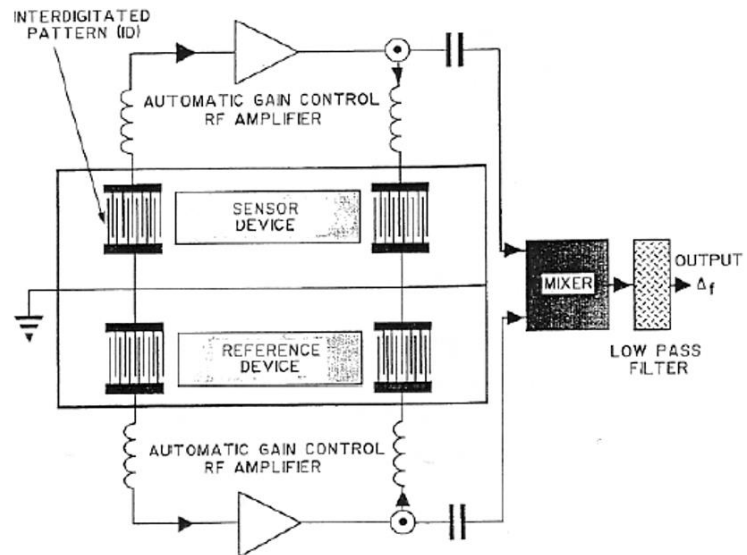 INTERDIGITATED
PATTERN (ID)
AUTOMATIC GAIN CONTROL
RF AMPLIFIER
SENSOR
DEVICE
MIXER
OUTPUT
Δf
REFERENCE
DEVICE
LOW PASS
FILTER
AUTOMATIC GAIN CONTROL
RF AMPLIFIER